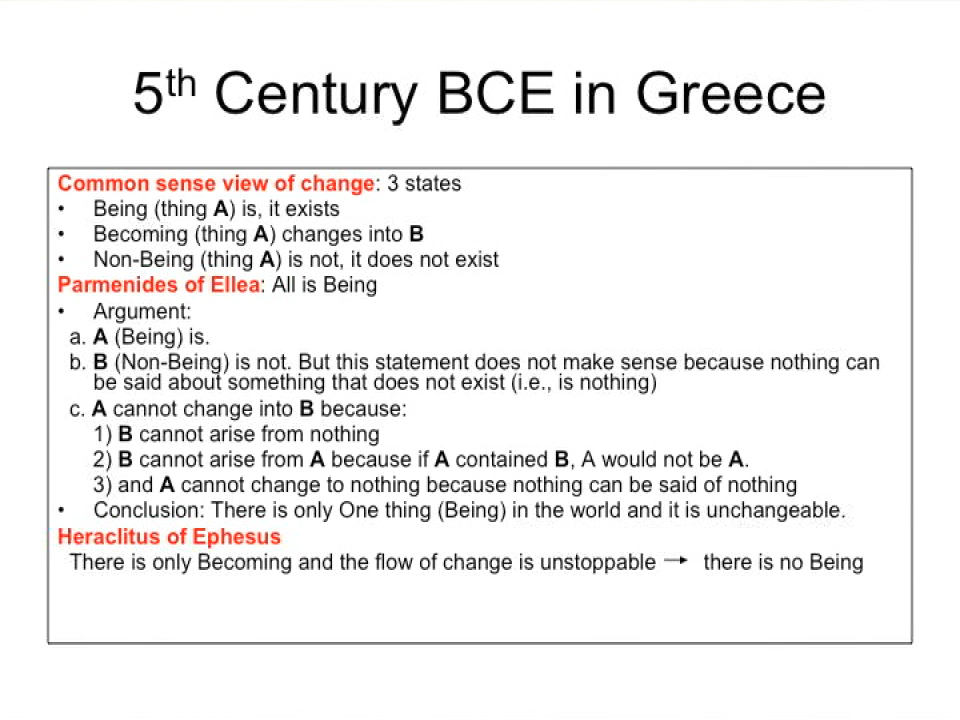 5th Century BCE in Greece
Common sense view of change: 3 states
• Being (thing A) is, it exists
• Becoming (thing A) changes into B
• Non-Being (thing A) is not, it does not exist
Parmenides of Ellea: All is Being
• Argument:
a. A (Being) is.
b. B (Non-Being) is not. But this statement does not make sense because nothing can
be said about something that does not exist (i.e., is nothing)
c. A cannot change into B because:
1) B cannot arise from nothing
2) B cannot arise from A because if A contained B, A would not be A.
3) and A cannot change to nothing because nothing can be said of nothing
• Conclusion: There is only One thing (Being) in the world and it is unchangeable.
Heraclitus of Ephesus
There is only Becoming and the flow of change is unstoppable → there is no Being